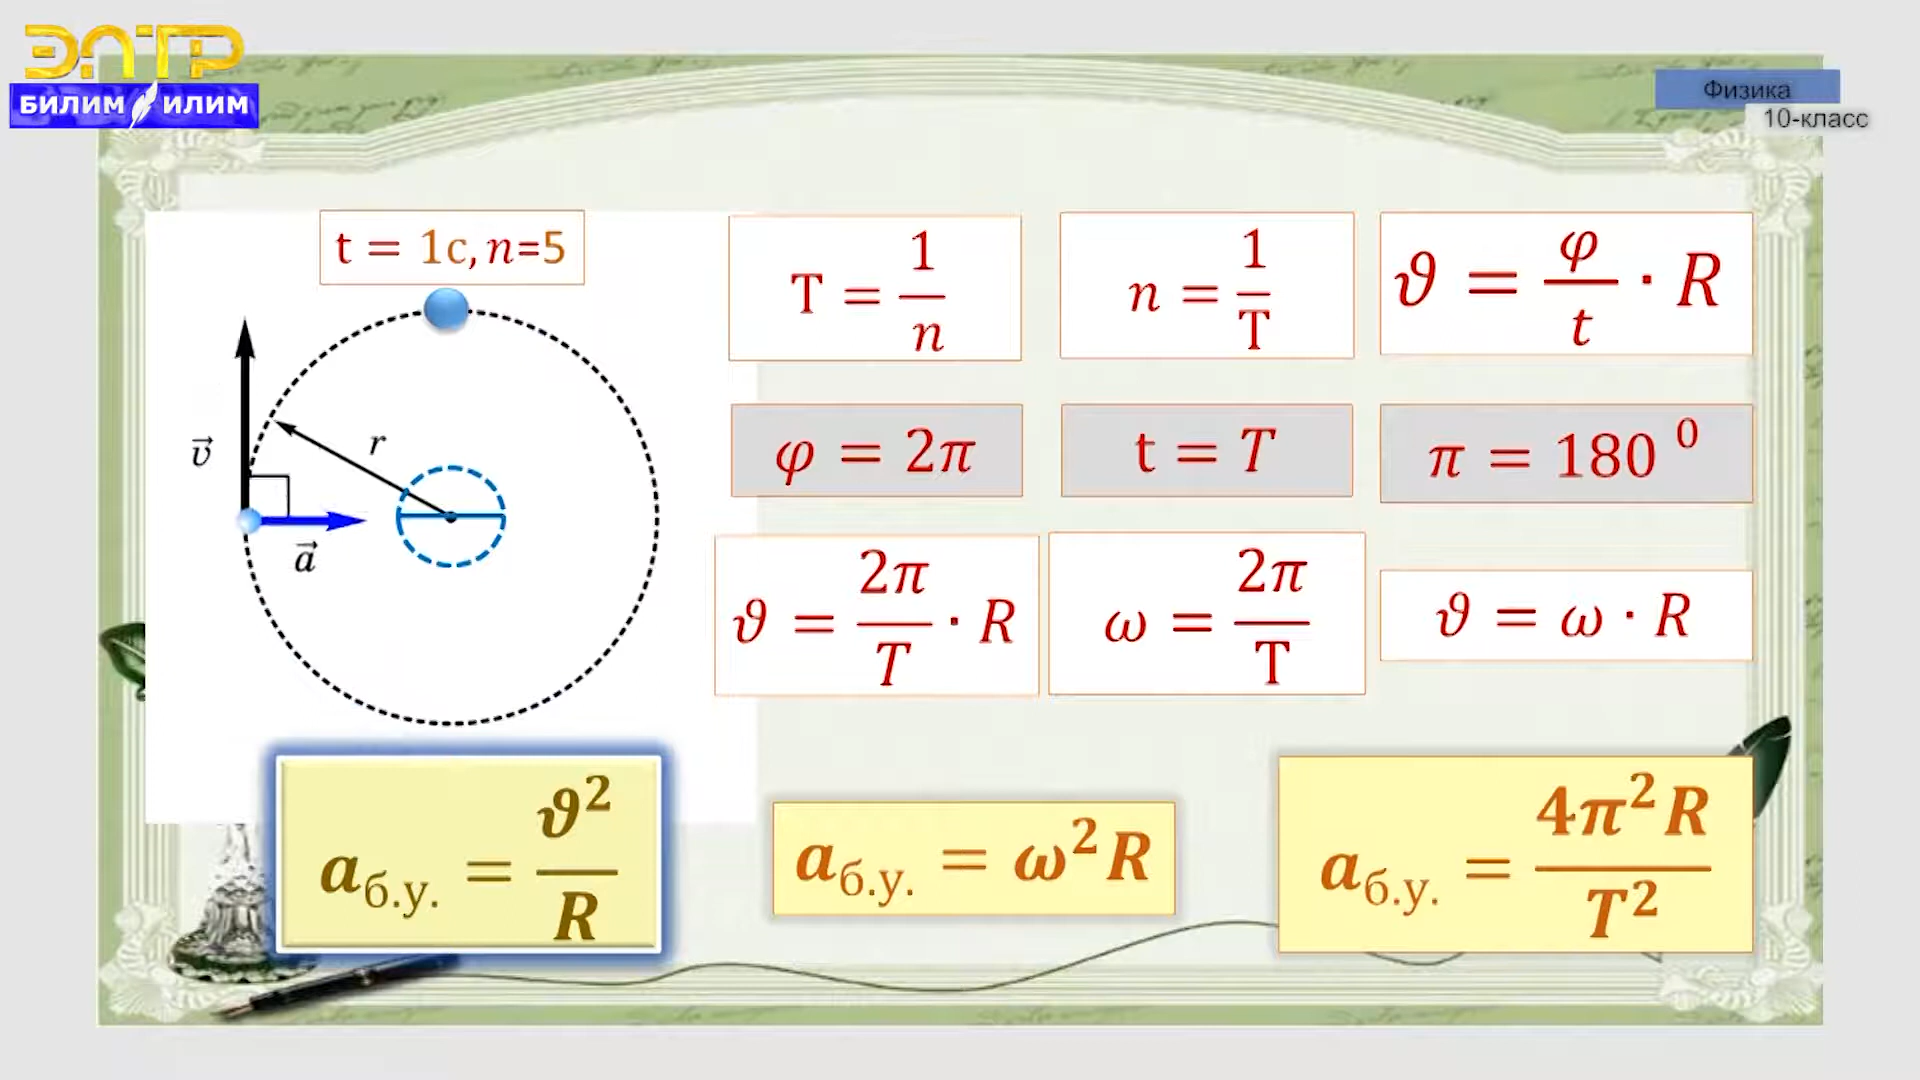 ЭЛТР
БИЛИМ ИЛИМ
Физика
10-класс
t = 1c, n=5
T = 1/n
n = 1/T
ϑ = φ/t · R
φ = 2π
t = T
π = 180 ⁰
r
v⃗
a⃗
ϑ = 2π/T · R
ω = 2π/T
ϑ = ω · R
a б.у. = ϑ²/R
a б.у. = ω²R
a б.у. = 4π²R/T²